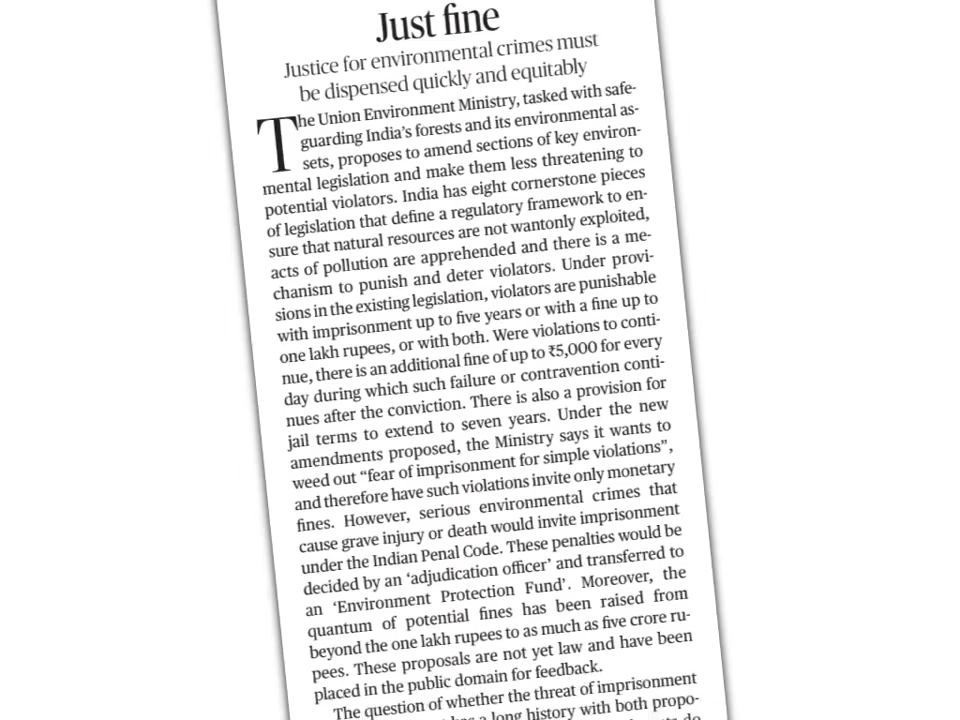 Just fine
Justice for environmental crimes must
be dispensed quickly and equitably
The Union Environment Ministry, tasked with safe-
guarding India's forests and its environmental as-
sets, proposes to amend sections of key environ-
mental legislation and make them less threatening to
potential violators. India has eight cornerstone pieces
of legislation that define a regulatory framework to en-
sure that natural resources are not wantonly exploited,
acts of pollution are apprehended and there is a me-
chanism to punish and deter violators. Under provi-
sions in the existing legislation, violators are punishable
with imprisonment up to five years or with a fine up to
one lakh rupees, or with both. Were violations to conti-
nue, there is an additional fine of up to ₹5,000 for every
day during which such failure or contravention conti-
nues after the conviction. There is also a provision for
jail terms to extend to seven years. Under the new
amendments proposed, the Ministry says it wants to
weed out “fear of imprisonment for simple violations”,
and therefore have such violations invite only monetary
fines. However, serious environmental crimes that
cause grave injury or death would invite imprisonment
under the Indian Penal Code. These penalties would be
decided by an ‘adjudication officer’ and transferred to
an ‘Environment Protection Fund’. Moreover, the
quantum of potential fines has been raised from
beyond the one lakh rupees to as much as five crore ru-
pees. These proposals are not yet law and have been
placed in the public domain for feedback.
The question of whether the threat of imprisonment
has a long history with both propo-